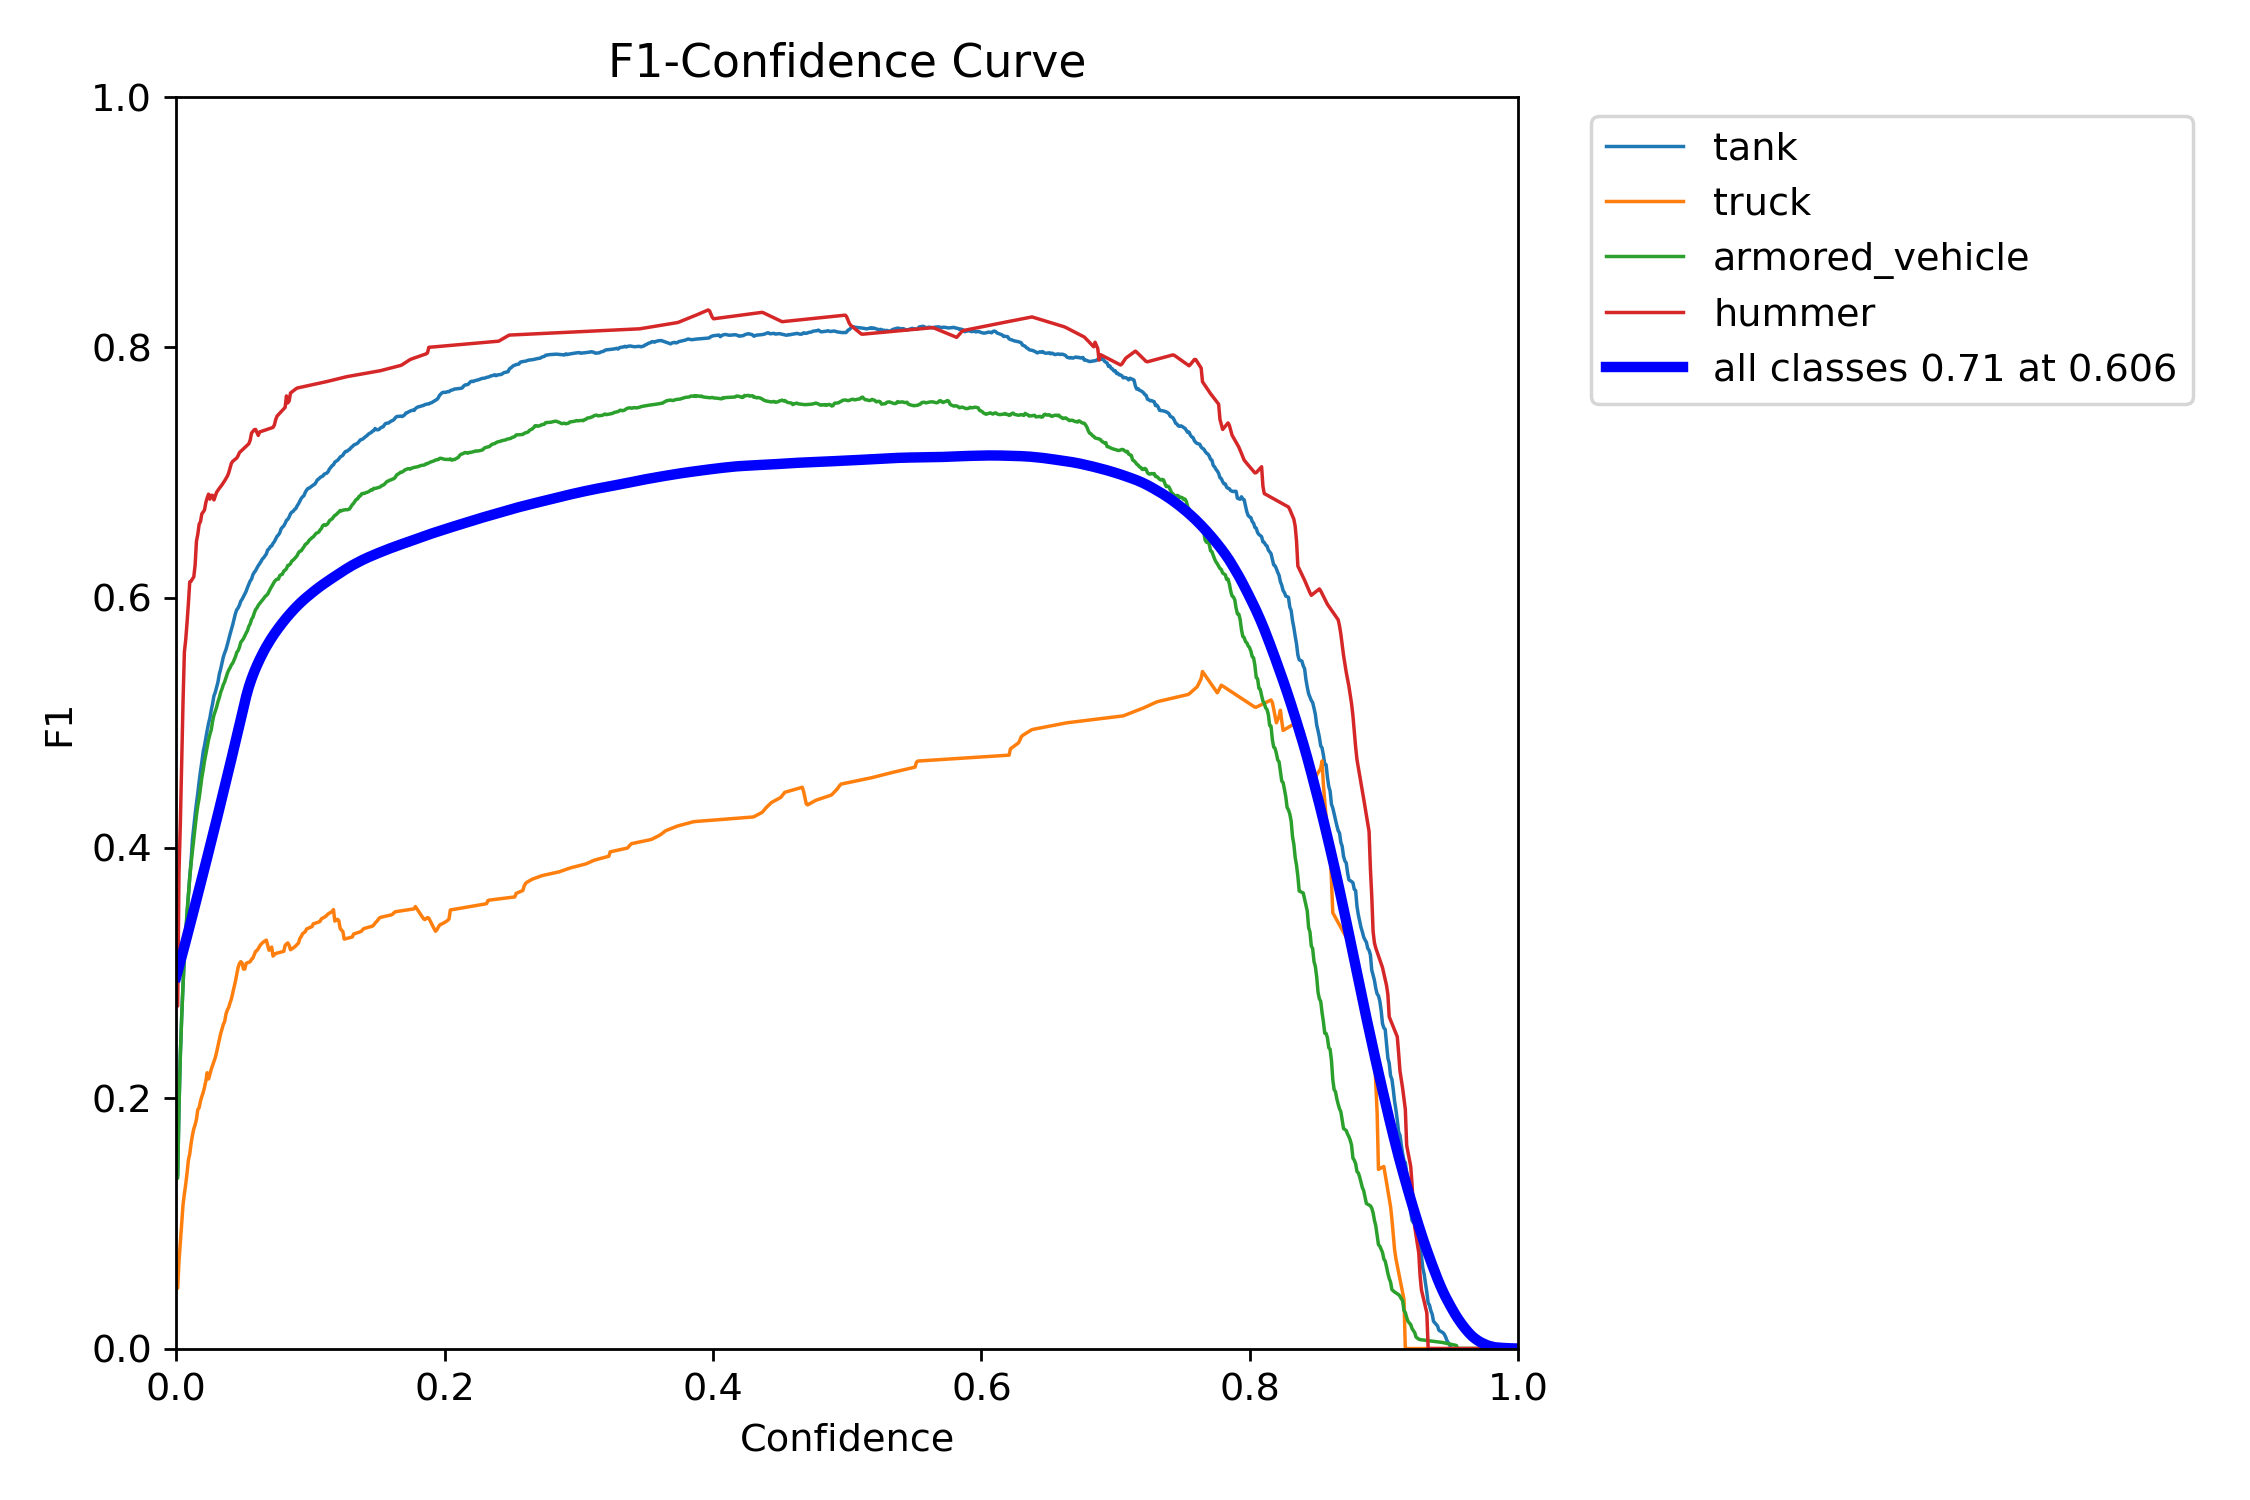 F1-Confidence Curve
1.0
0.8
0.6
0.4
0.2
0.0
F1
0.0 0.2 0.4 0.6 0.8 1.0
Confidence
tank
truck
armored_vehicle
hummer
all classes 0.71 at 0.606